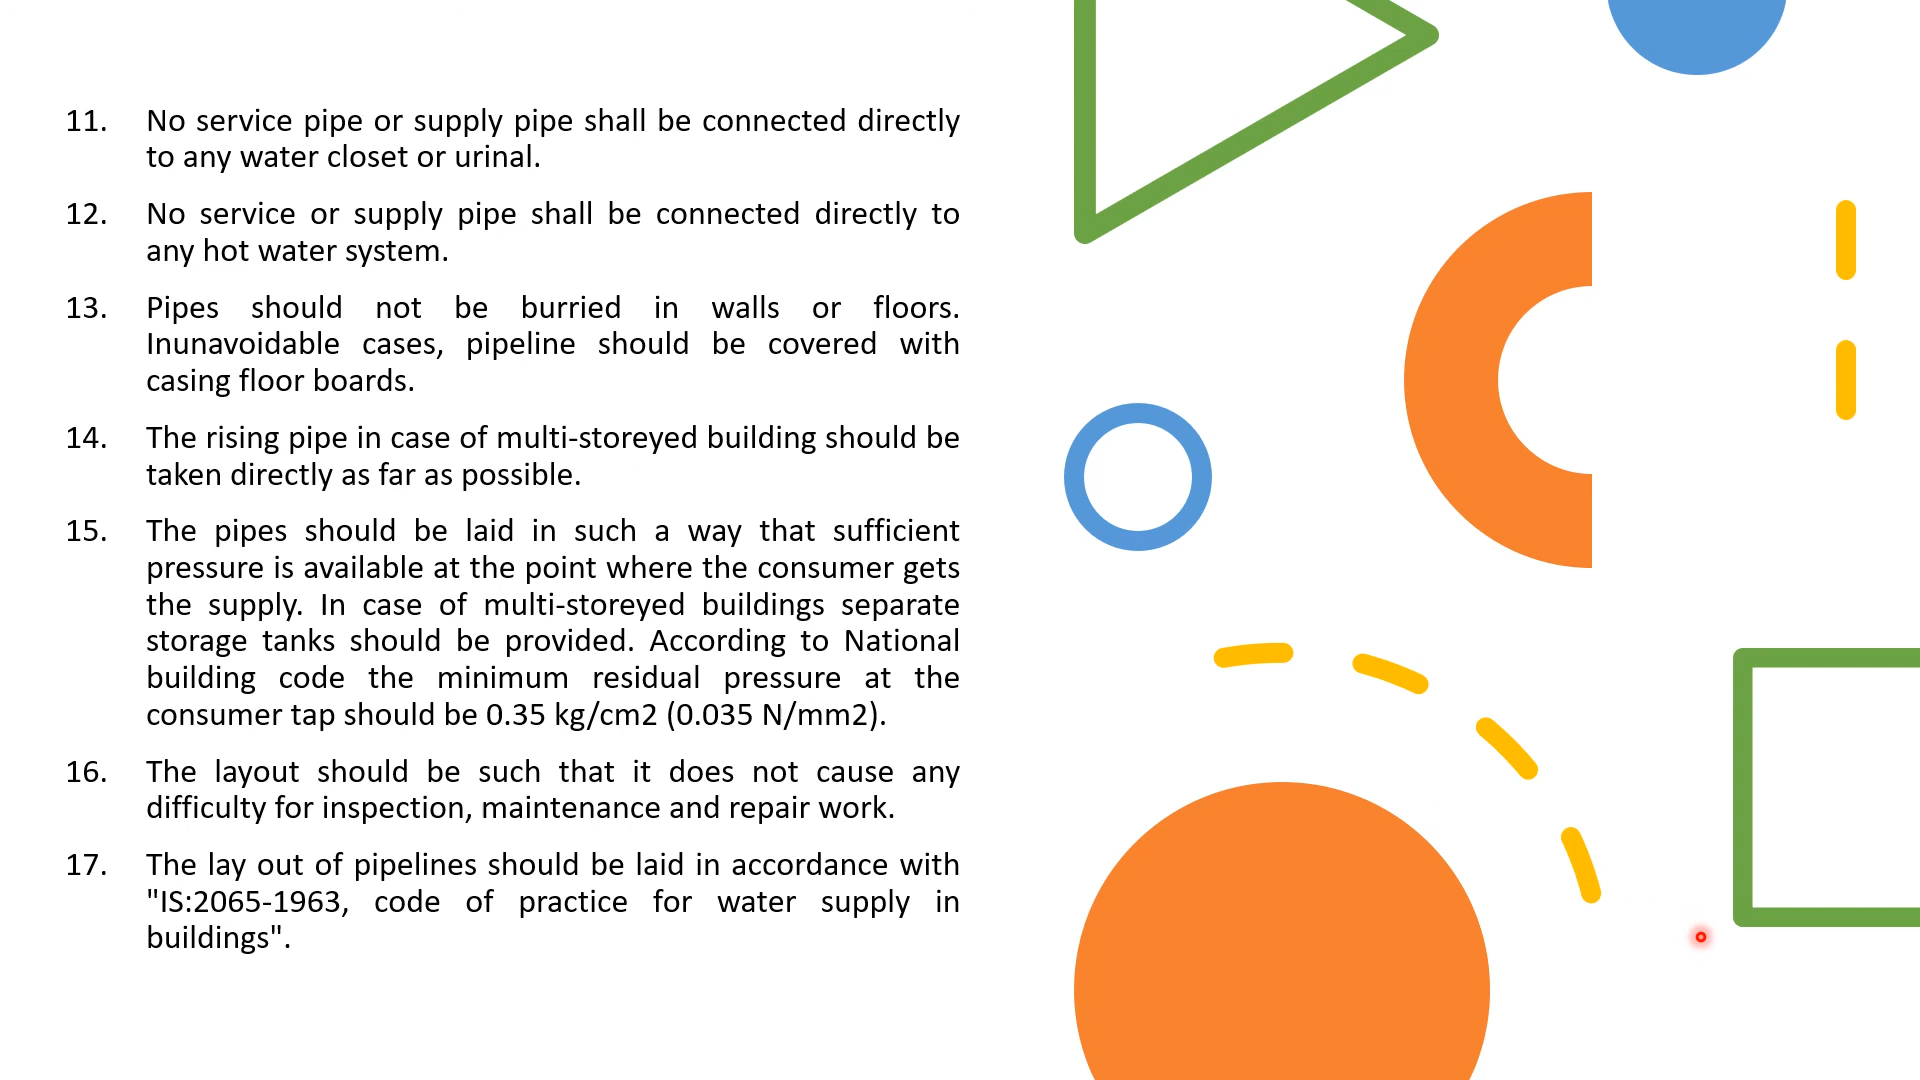 11. No service pipe or supply pipe shall be connected directly
to any water closet or urinal.
12. No service or supply pipe shall be connected directly to
any hot water system.
13. Pipes should not be burried in walls or floors.
Inunavoidable cases, pipeline should be covered with
casing floor boards.
14. The rising pipe in case of multi-storeyed building should be
taken directly as far as possible.
15. The pipes should be laid in such a way that sufficient
pressure is available at the point where the consumer gets
the supply. In case of multi-storeyed buildings separate
storage tanks should be provided. According to National
building code the minimum residual pressure at the
consumer tap should be 0.35 kg/cm2 (0.035 N/mm2).
16. The layout should be such that it does not cause any
difficulty for inspection, maintenance and repair work.
17. The lay out of pipelines should be laid in accordance with
"IS:2065-1963, code of practice for water supply in
buildings".